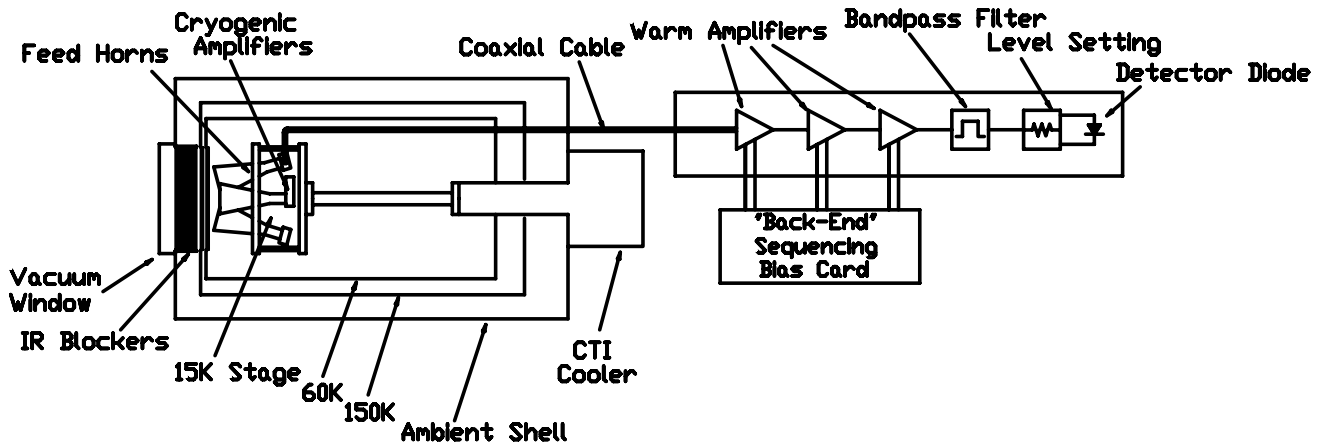 Cryogenic
Amplifiers
Feed Horns
Coaxial Cable
Warm Amplifiers
Bandpass Filter
Level Setting
Detector Diode
"Back-End"
Sequencing
Bias Card
Vacuum
Window
IR Blockers
15K Stage
60K
150K
Ambient Shell
CTI
Cooler